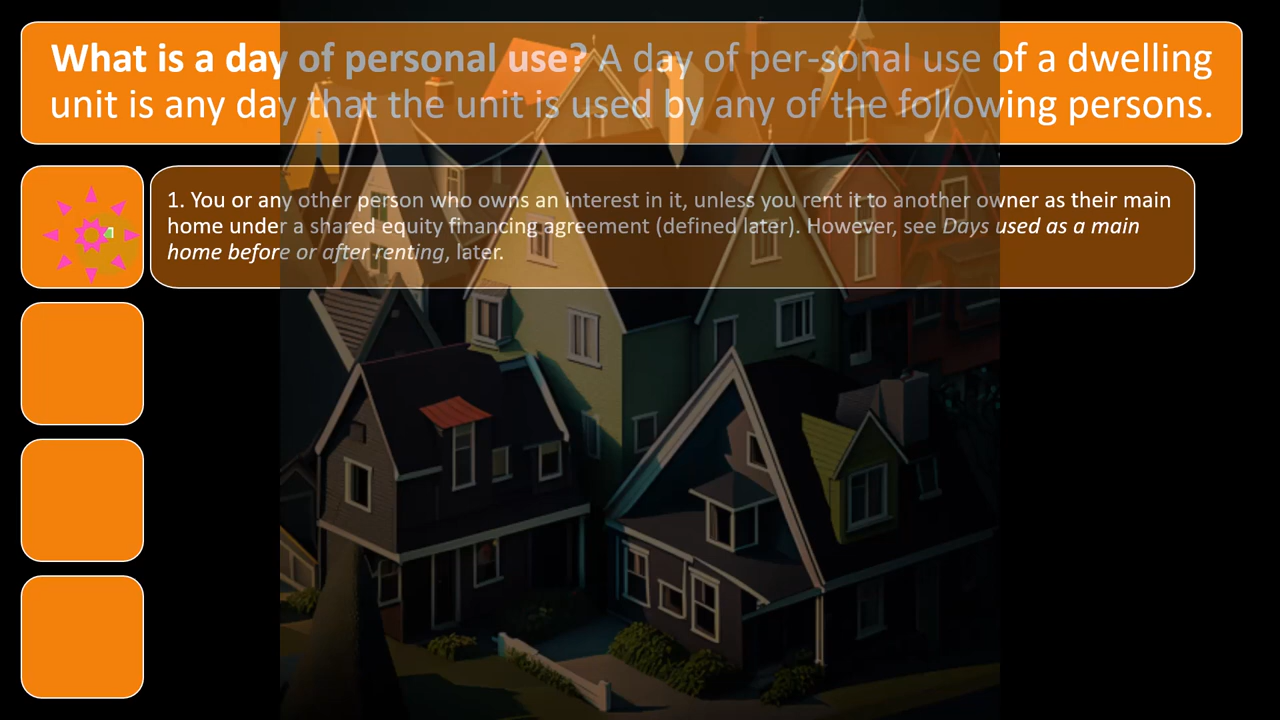 What is a day of personal use? A day of per-sonal use of a dwelling
unit is any day that the unit is used by any of the following persons.
1. You or any other person who owns an interest in it, unless you rent it to another owner as their main
home under a shared equity financing agreement (defined later). However, see Days used as a main
home before or after renting, later.